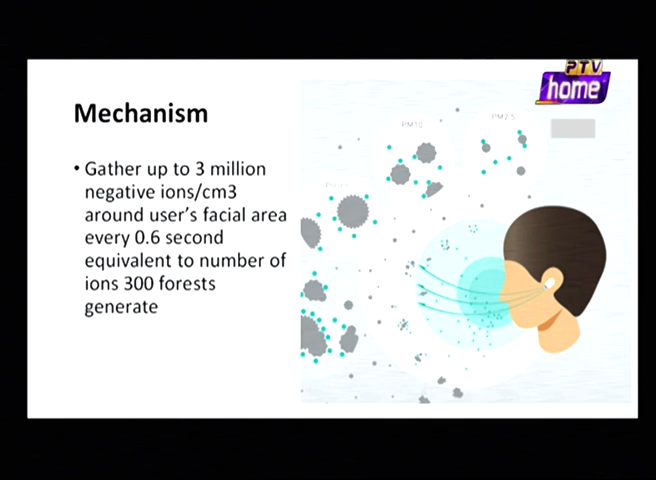 PTV
home
Mechanism
PM10
PM2.5
• Gather up to 3 million
negative ions/cm3
around user's facial area
every 0.6 second
equivalent to number of
ions 300 forests
generate